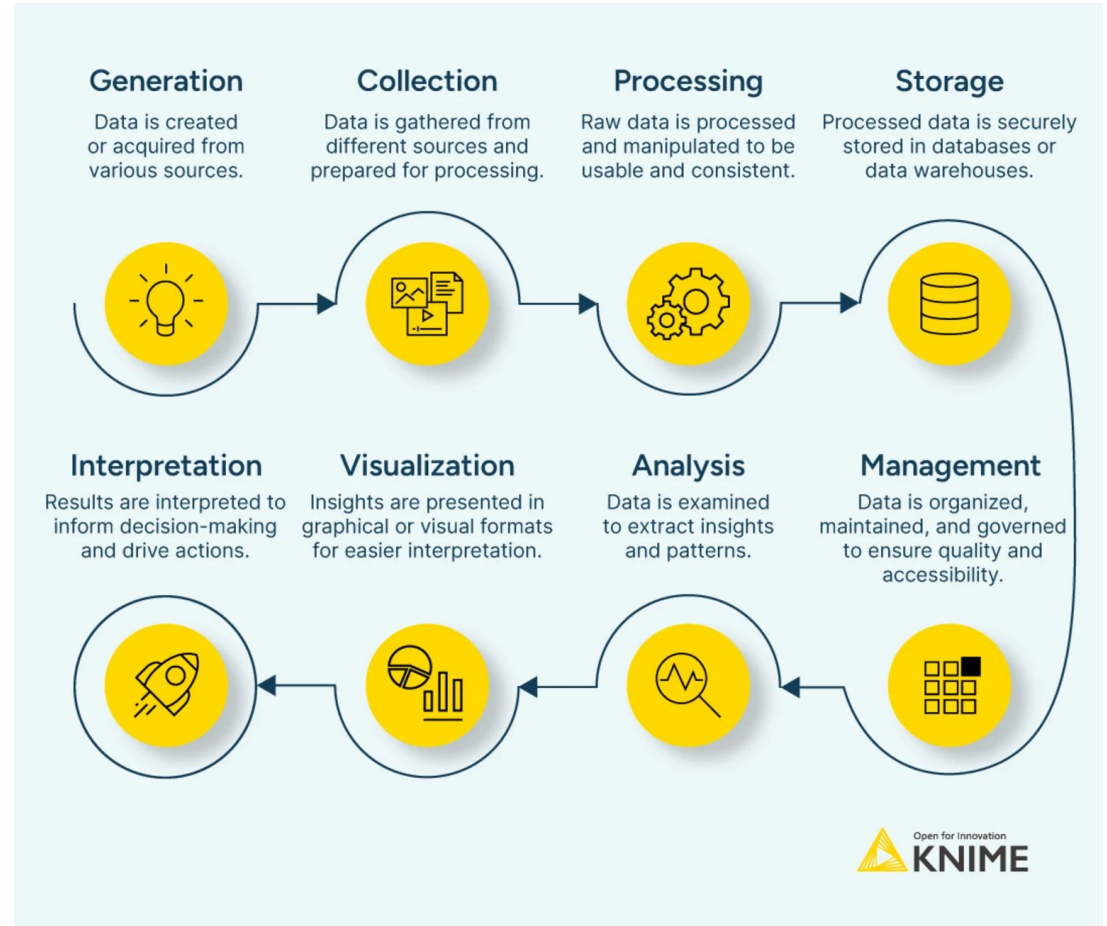 Generation
Data is created
or acquired from
various sources.
Collection
Data is gathered from
different sources and
prepared for processing.
Processing
Raw data is processed
and manipulated to be
usable and consistent.
Storage
Processed data is securely
stored in databases or
data warehouses.
Interpretation
Results are interpreted to
inform decision-making
and drive actions.
Visualization
Insights are presented in
graphical or visual formats
for easier interpretation.
Analysis
Data is examined
to extract insights
and patterns.
Management
Data is organized,
maintained, and governed
to ensure quality and
accessibility.
Open for Innovation
KNIME